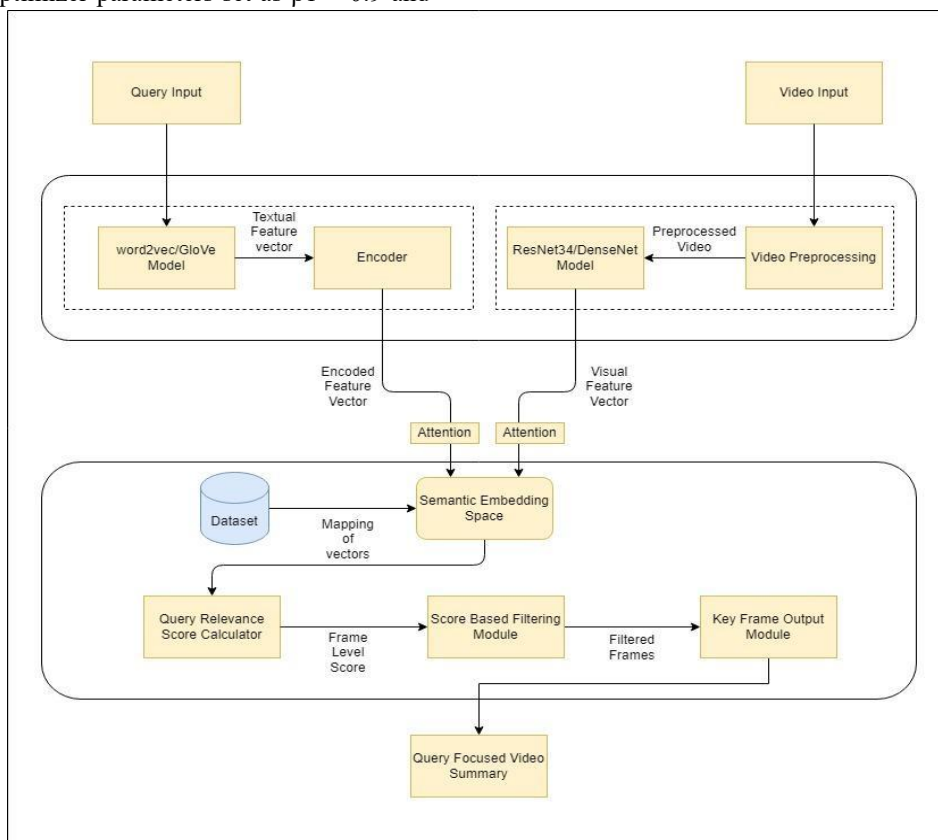 Query Input
Video Input
word2vec/GloVe
Model
Textual
Feature
vector
Encoder
ResNet34/DenseNet
Model
Preprocessed
Video
Video Preprocessing
Encoded
Feature
Vector
Visual
Feature
Vector
Attention
Attention
Dataset
Mapping
of
vectors
Semantic Embedding
Space
Query Relevance
Score Calculator
Frame
Level
Score
Score Based Filtering
Module
Filtered
Frames
Key Frame Output
Module
Query Focused Video
Summary